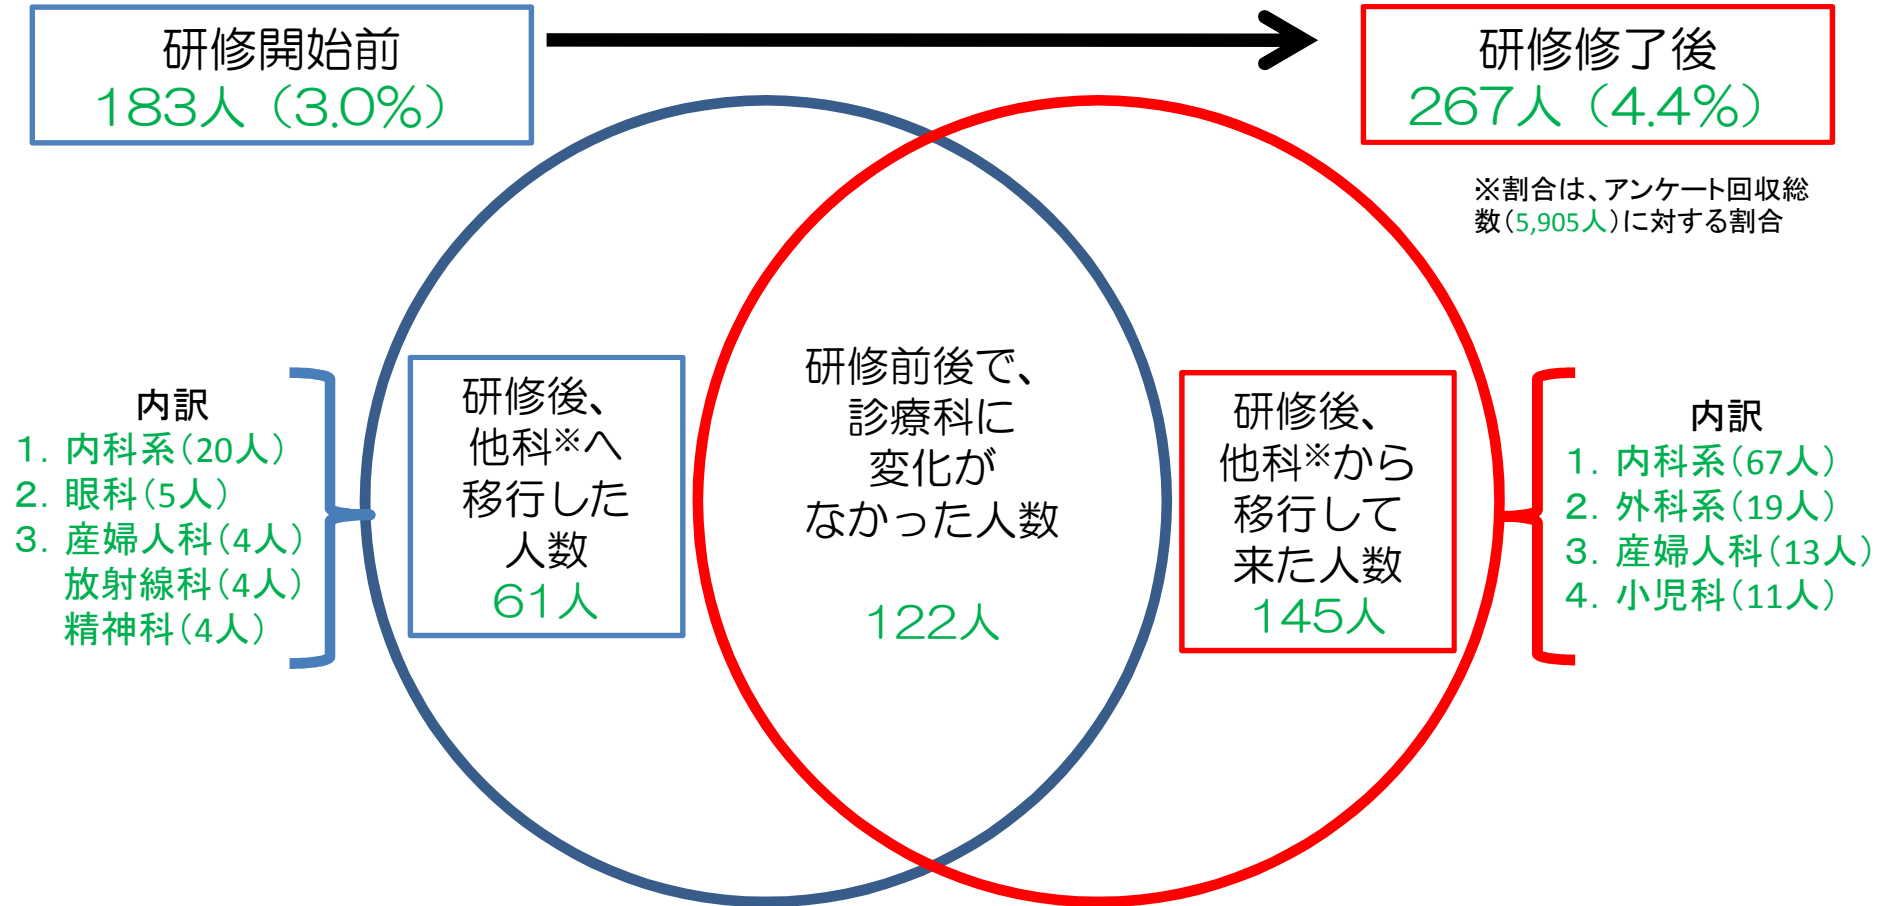 研修開始前
183人（3.0%）
研修修了後
267人（4.4%）
※割合は、アンケート回収総
数（5,905人）に対する割合
内訳
1. 内科系（20人）
2. 眼科（5人）
3. 産婦人科（4人）
放射線科（4人）
精神科（4人）
研修後、
他科※へ
移行した
人数
61人
研修前後で、
診療科に
変化が
なかった人数
122人
研修後、
他科※から
移行して
来た人数
145人
内訳
1. 内科系（67人）
2. 外科系（19人）
3. 産婦人科（13人）
4. 小児科（11人）